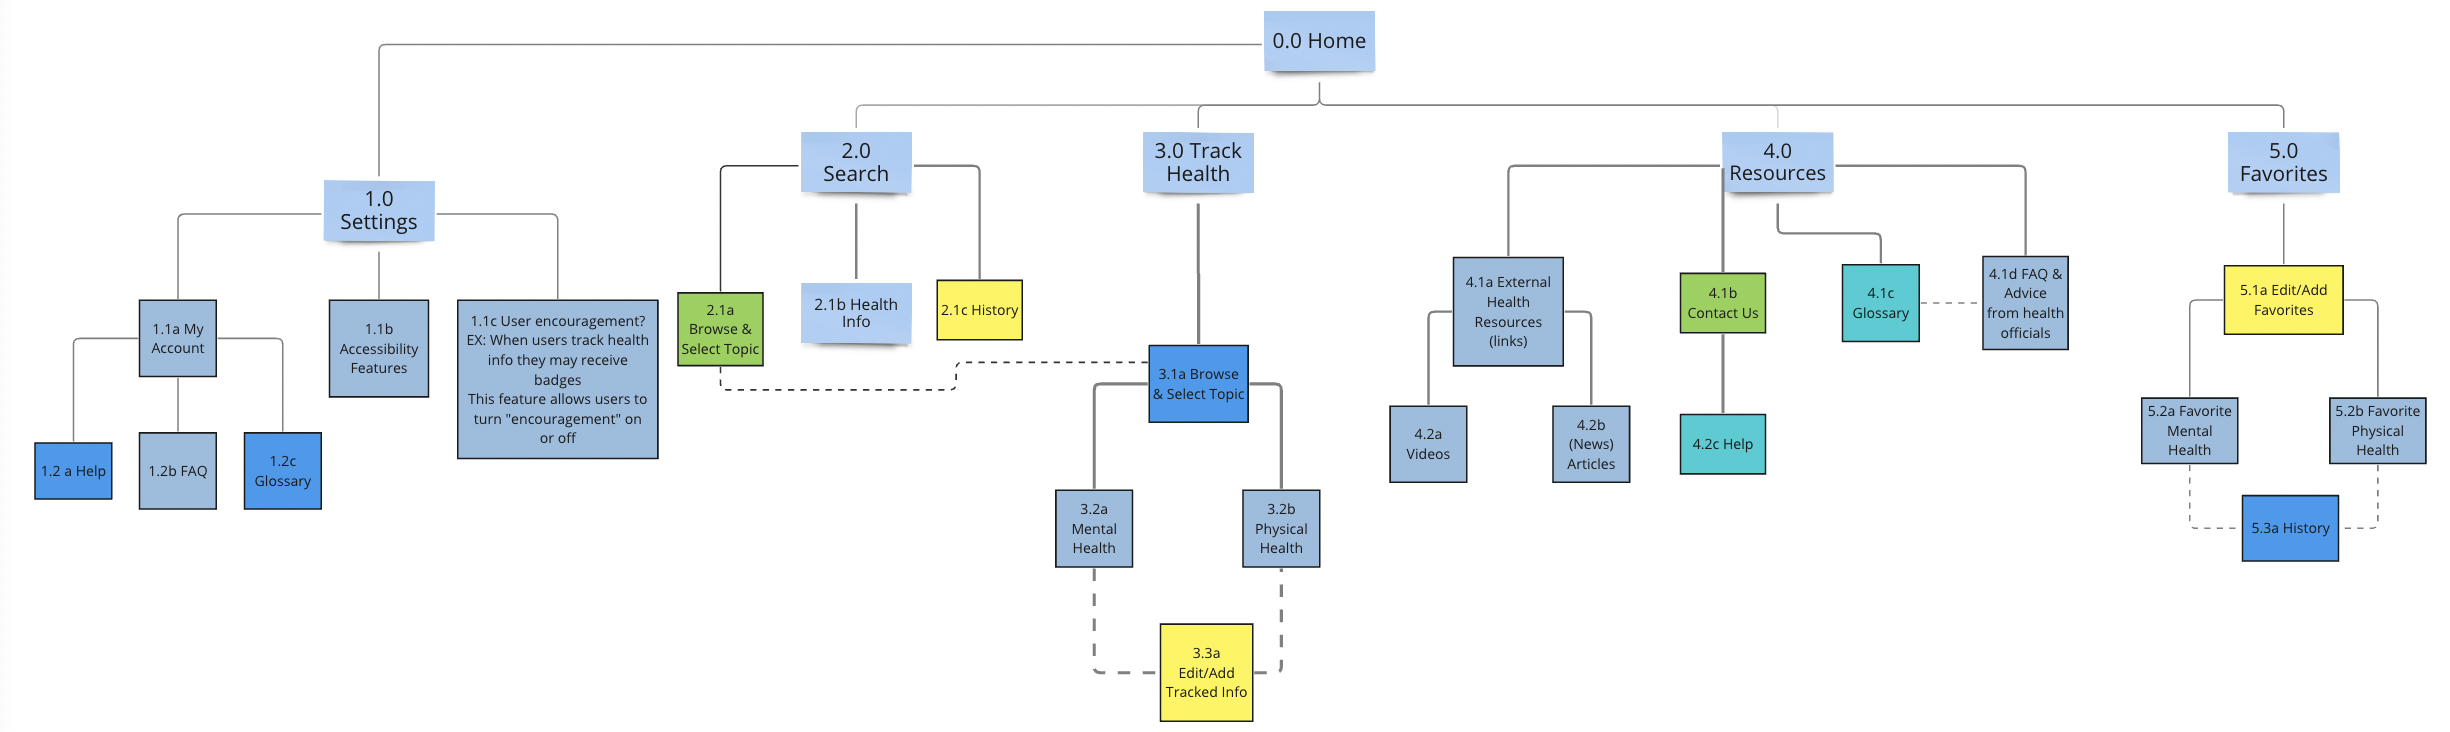 0.0 Home
1.0
Settings
2.0
Search
3.0 Track
Health
4.0
Resources
5.0
Favorites
1.1a My
Account
1.1b
Accessibility
Features
1.1c User encouragement?
EX: When users track health
info they may receive
badges
This feature allows users to
turn "encouragement" on
or off
1.2 a Help
1.2b FAQ
1.2c
Glossary
2.1a
Browse &
Select Topic
2.1b Health
Info
2.1c History
3.1a Browse
& Select Topic
3.2a
Mental
Health
3.2b
Physical
Health
3.3a
Edit/Add
Tracked Info
4.1a External
Health
Resources
(links)
4.1b
Contact Us
4.1c
Glossary
4.1d FAQ &
Advice
from health
officials
4.2a
Videos
4.2b
(News)
Articles
4.2c Help
5.1a Edit/Add
Favorites
5.2a Favorite
Mental
Health
5.2b Favorite
Physical
Health
5.3a History